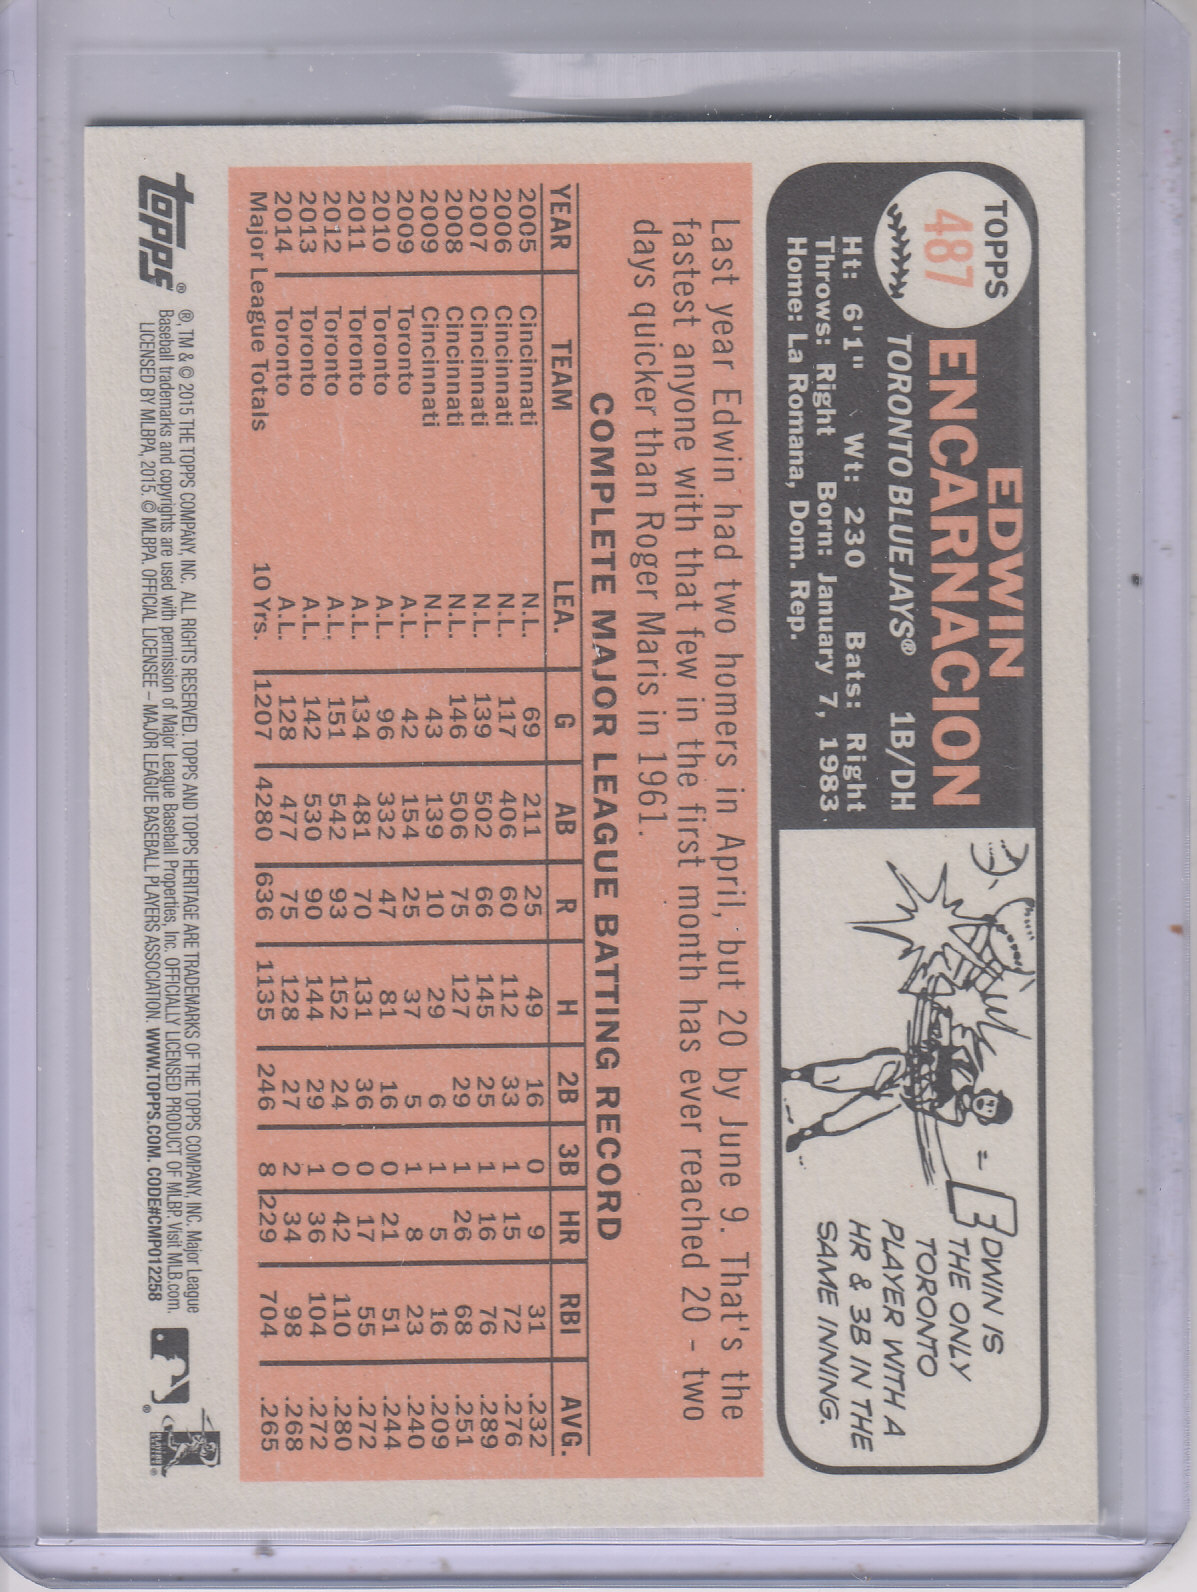 TOPPS
487
EDWIN
ENCARNACION
TORONTO BLUE JAYS® 1B/DH
Ht: 6'1" Wt: 230 Bats: Right
Throws: Right Born: January 7, 1983
Home: La Romana, Dom. Rep.
EDWIN IS
THE ONLY
TORONTO
PLAYER WITH A
HR & 3B IN THE
SAME INNING.
Last year Edwin had two homers in April, but 20 by June 9. That's the
fastest anyone with that few in the first month has ever reached 20 - two
days quicker than Roger Maris in 1961.
COMPLETE MAJOR LEAGUE BATTING RECORD
YEAR TEAM LEA. G AB R H 2B 3B HR RBI AVG.
2005 Cincinnati N.L. 69 211 25 49 16 0 9 31 .232
2006 Cincinnati N.L. 117 406 60 112 33 1 15 72 .276
2007 Cincinnati N.L. 139 502 66 145 25 1 16 76 .289
2008 Cincinnati N.L. 146 506 75 127 29 1 26 68 .251
2009 Cincinnati N.L. 43 139 10 29 6 1 5 16 .209
2009 Toronto A.L. 42 154 25 37 5 1 8 23 .240
2010 Toronto A.L. 96 332 47 81 16 0 21 51 .244
2011 Toronto A.L. 134 481 70 131 36 0 17 55 .272
2012 Toronto A.L. 151 542 93 152 24 0 42 110 .280
2013 Toronto A.L. 142 530 90 144 29 1 36 104 .272
2014 Toronto A.L. 128 477 75 128 27 2 34 98 .268
Major League Totals 10 Yrs. 1207 4280 636 1135 246 8 229 704 .265
topps®
®, TM & © 2015 THE TOPPS COMPANY, INC. ALL RIGHTS RESERVED. TOPPS AND TOPPS HERITAGE ARE TRADEMARKS OF THE TOPPS COMPANY, INC. Major League
Baseball trademarks and copyrights are used with permission of Major League Baseball Properties, Inc. OFFICIALLY LICENSED PRODUCT OF MLBP. Visit MLB.com.
LICENSED BY MLBPA, 2015. © MLBPA. OFFICIAL LICENSEE – MAJOR LEAGUE BASEBALL PLAYERS ASSOCIATION. WWW.TOPPS.COM. CODE#CMP012258